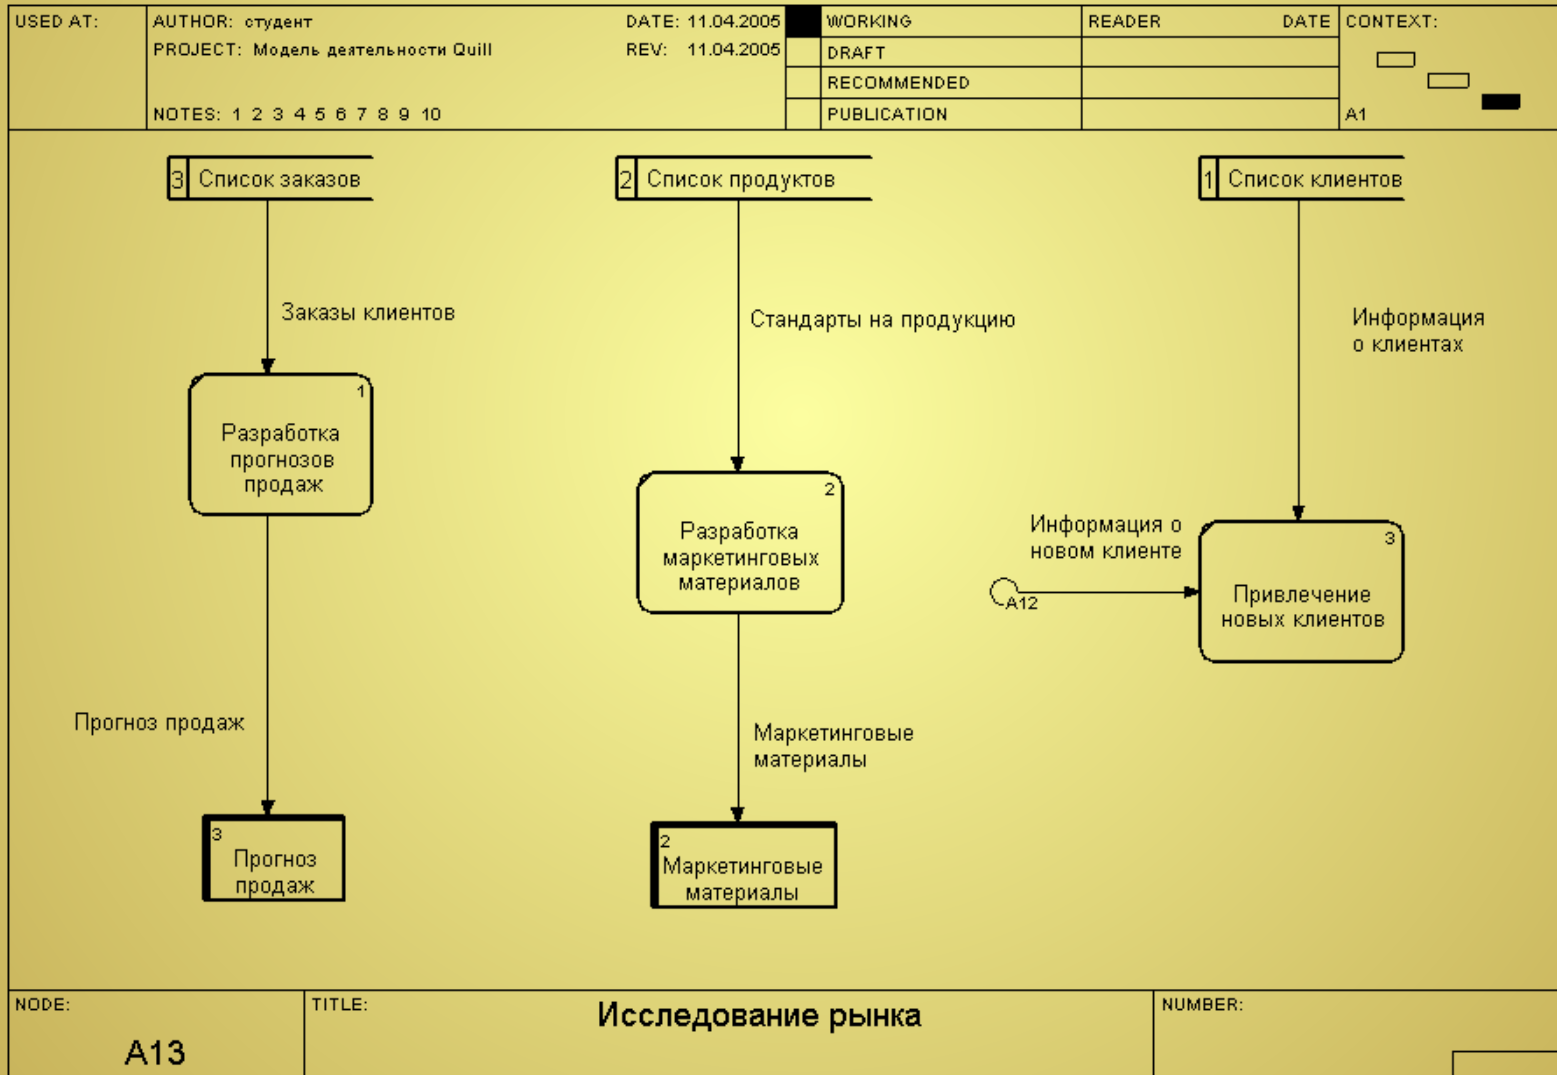 USED AT:
AUTHOR: студент
DATE: 11.04.2005
WORKING
READER
DATE
CONTEXT:
PROJECT: Модель деятельности Quill
REV: 11.04.2005
DRAFT
RECOMMENDED
NOTES: 1 2 3 4 5 6 7 8 9 10
PUBLICATION
A1
3 Список заказов
2 Список продуктов
1 Список клиентов
Заказы клиентов
Стандарты на продукцию
Информация
о клиентах
1
Разработка
прогнозов
продаж
2
Разработка
маркетинговых
материалов
Информация о
новом клиенте
A12
3
Привлечение
новых клиентов
Прогноз продаж
Маркетинговые
материалы
3
Прогноз
продаж
2
Маркетинговые
материалы
NODE:
A13
TITLE:
Исследование рынка
NUMBER: